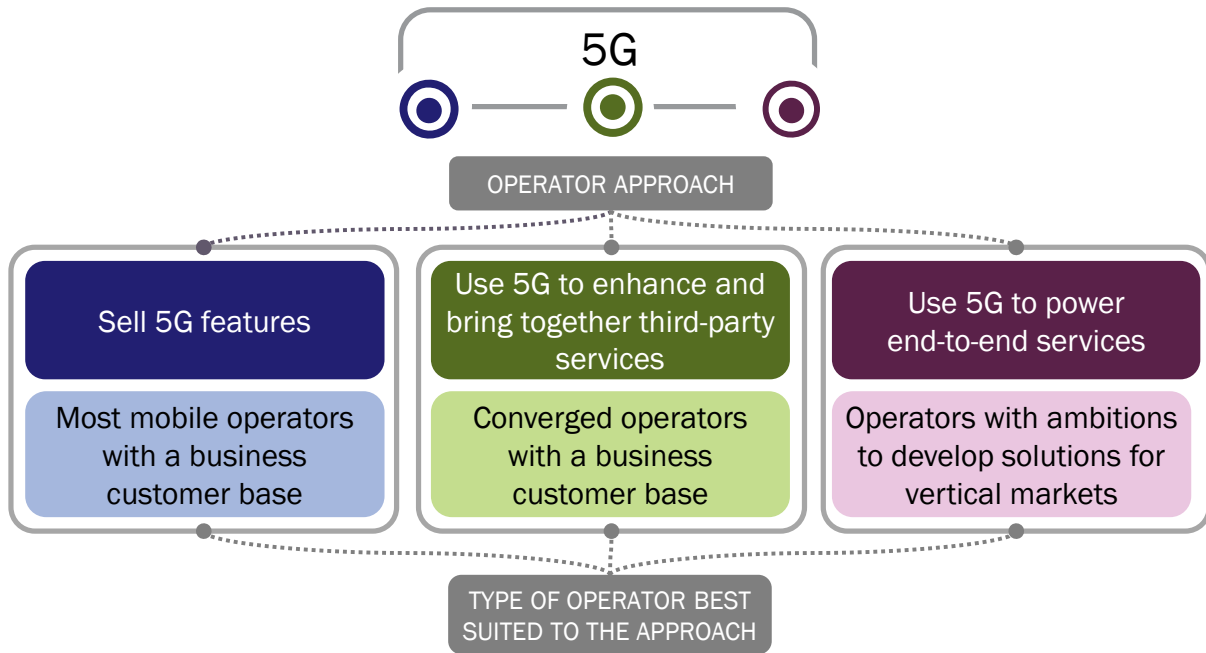 5G
OPERATOR APPROACH
Sell 5G features
Use 5G to enhance and
bring together third-party
services
Use 5G to power
end-to-end services
Most mobile operators
with a business
customer base
Converged operators
with a business
customer base
Operators with ambitions
to develop solutions for
vertical markets
TYPE OF OPERATOR BEST
SUITED TO THE APPROACH